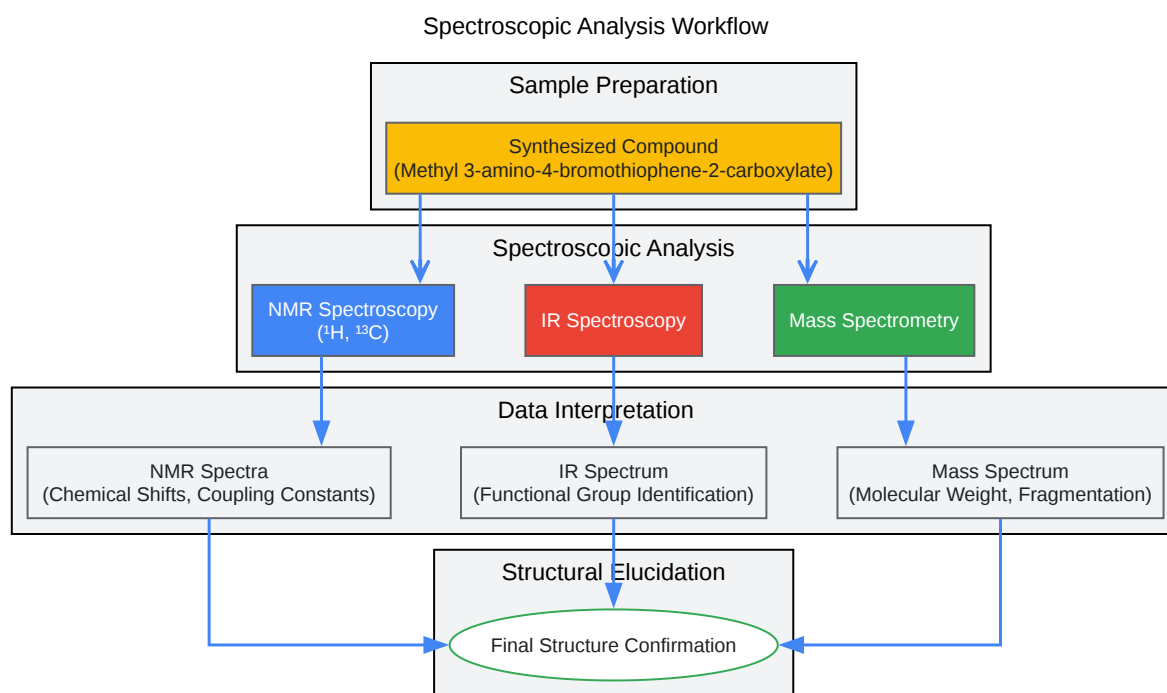 Spectroscopic Analysis Workflow
Sample Preparation
Synthesized Compound
(Methyl 3-amino-4-bromothiophene-2-carboxylate)
Spectroscopic Analysis
NMR Spectroscopy
(¹H, ¹³C)
IR Spectroscopy
Mass Spectrometry
Data Interpretation
NMR Spectra
(Chemical Shifts, Coupling Constants)
IR Spectrum
(Functional Group Identification)
Mass Spectrum
(Molecular Weight, Fragmentation)
Structural Elucidation
Final Structure Confirmation